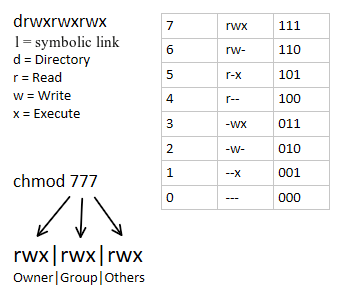 drwxrwxrwx
l = symbolic link
d = Directory
r = Read
w = Write
x = Execute
7 rwx 111
6 rw- 110
5 r-x 101
4 r-- 100
3 -wx 011
2 -w- 010
1 --x 001
0 --- 000
chmod 777
rwx|rwx|rwx
Owner|Group|Others